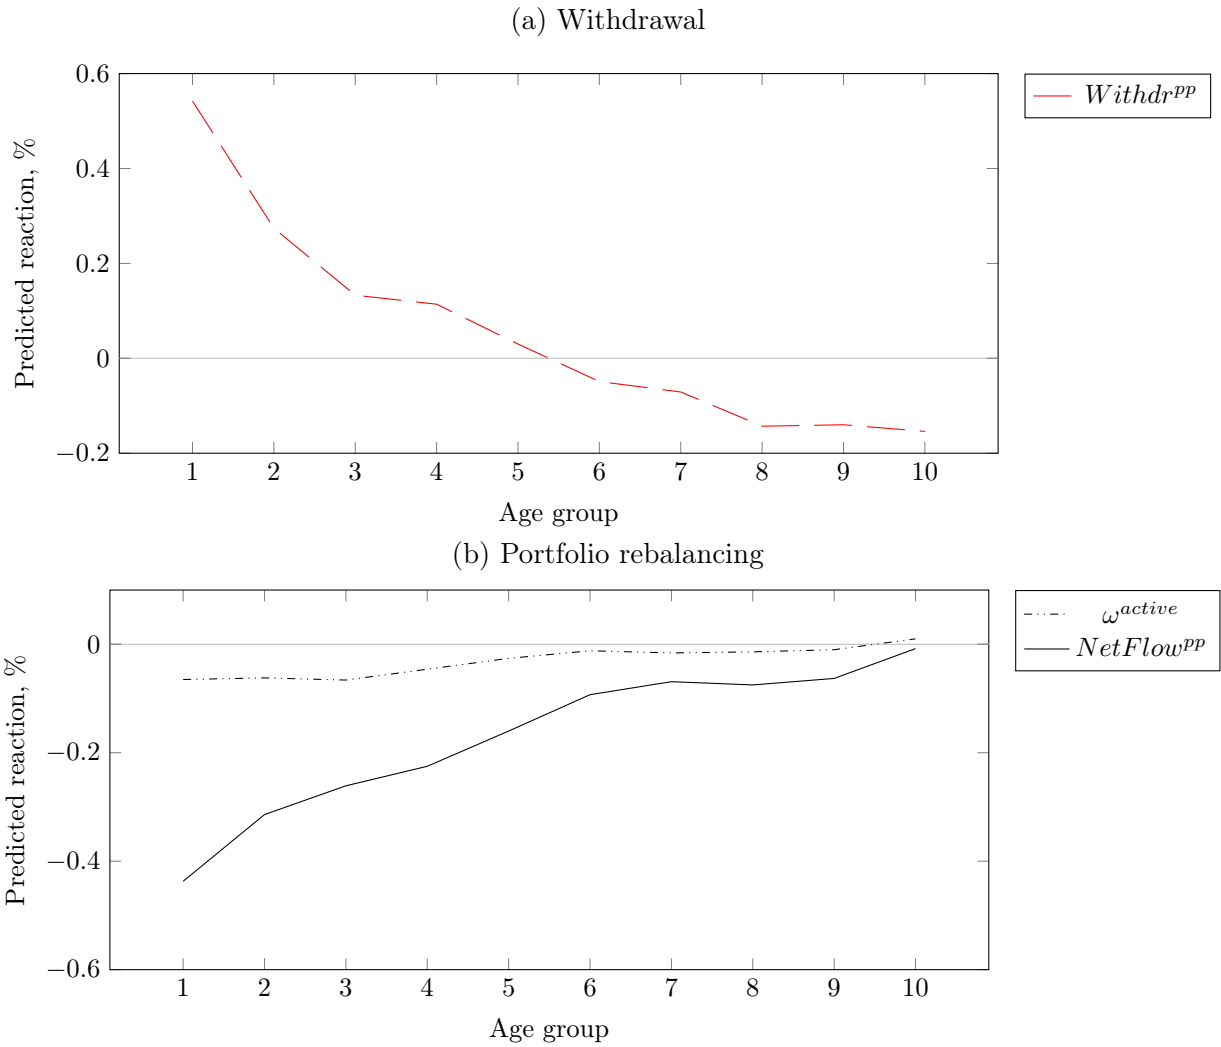 (a) Withdrawal
0.6
0.4
0.2
0
−0.2
Predicted reaction, %
1 2 3 4 5 6 7 8 9 10
Age group
Withdr^{pp}
(b) Portfolio rebalancing
0
−0.2
−0.4
−0.6
Predicted reaction, %
1 2 3 4 5 6 7 8 9 10
Age group
ω^{active}
NetFlow^{pp}